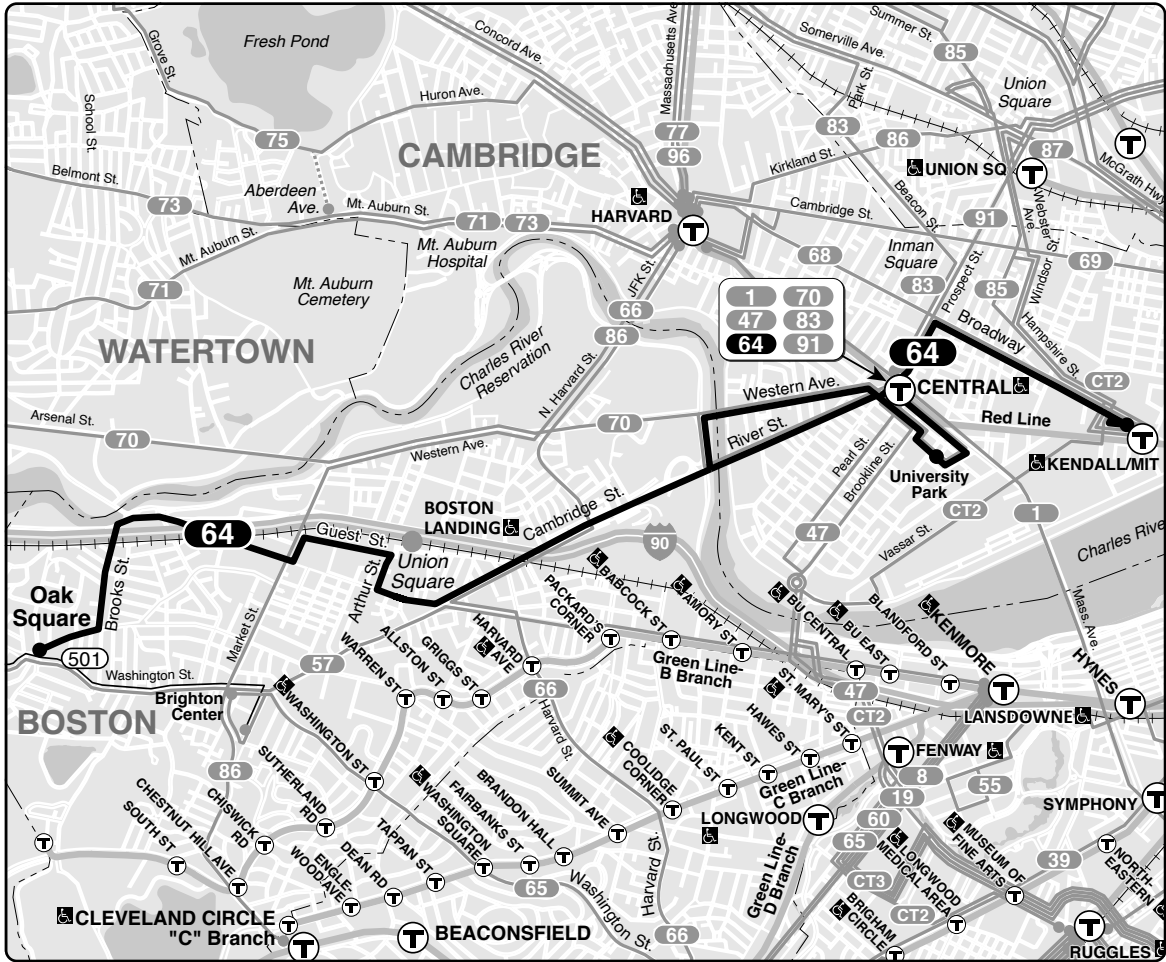 Fresh Pond
Grove St.
Concord Ave.
Massachusetts Ave
Somerville Ave.
Summer St.
85
Union
Square
Park St.
School St.
Huron Ave.
75
77
96
83
86
87
McGrath Hwy
T
CAMBRIDGE
Kirkland St.
UNION SQ
T
Belmont St.
73
Aberdeen
Ave.
Mt. Auburn St.
71
73
HARVARD
T
Cambridge St.
Beacon St.
91
Webster
Ave.
Mt. Auburn St.
Mt. Auburn
Hospital
68
Inman
Square
69
71
Mt. Auburn
Cemetery
JFK St.
66
86
1
70
47
83
64
91
83
Prospect St.
85
Windsor St.
WATERTOWN
Charles River
Reservation
N. Harvard St.
64
Broadway
Hampshire St.
CT2
Arsenal St.
70
Western Ave.
70
Western Ave.
River St.
T
CENTRAL
Red Line
T
KENDALL/MIT
Pearl St.
Brookline St.
University
Park
CT2
1
BOSTON
LANDING
Cambridge St.
64
Guest St.
Union
Square
90
47
Vassar St.
Charles Rive
Oak
Square
Brooks St.
Market St.
Arthur St.
501
Washington St.
57
Brighton
Center
BOSTON
WARREN ST
ALLSTON ST
GRIGGS ST
HARVARD
AVE
PACKARD'S
CORNER
BABCOCK ST
AMORY ST
BU CENTRAL
BU EAST
BLANDFORD ST
KENMORE
Mass. Ave.
HYNES
T
Green Line-
B Branch
66
Harvard St.
ST. MARY'S ST
47
CT2
LANSDOWNE
T
FENWAY
WASHINGTON ST
86
COOLIDGE
CORNER
ST. PAUL ST
KENT ST
HAWES ST
Green Line-
C Branch
8
19
55
SYMPHONY
LONGWOOD
T
60
65
CT3
CT2
Green Line-
D Branch
LONGWOOD
MEDICAL AREA
MUSEUM OF
FINE ARTS
39
NORTH-
EASTERN
SUTHERLAND
RD
CHISWICK
RD
CHESTNUT HILL AVE
SOUTH ST
ENGLE-
WOOD AVE
DEAN RD
TAPPAN ST
WASHINGTON
SQUARE
FAIRBANKS ST
BRANDON HALL
SUMMIT AVE
65
Washington St.
Harvard St.
66
BRIGHAM
CIRCLE
CLEVELAND CIRCLE
"C" Branch
T
T
BEACONSFIELD
T
RUGGLES